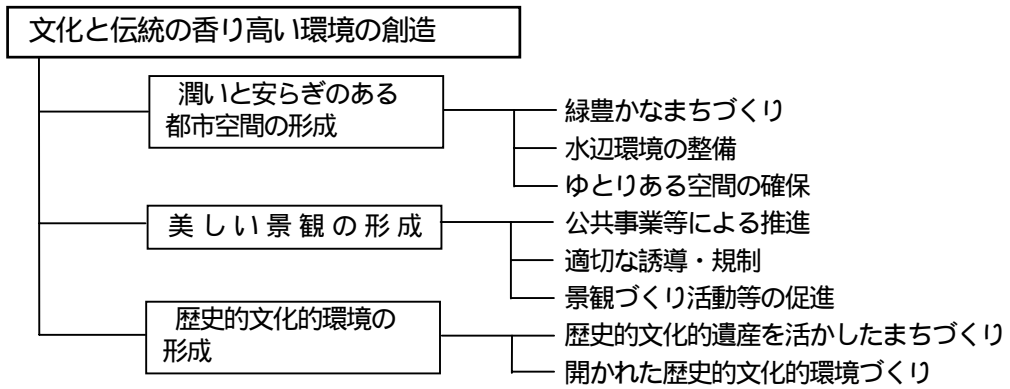 文化と伝統の香り高い環境の創造
潤いと安らぎのある
都市空間の形成
緑豊かなまちづくり
水辺環境の整備
ゆとりある空間の確保
美しい景観の形成
公共事業等による推進
適切な誘導・規制
景観づくり活動等の促進
歴史的文化的環境の
形成
歴史的文化的遺産を活かしたまちづくり
開かれた歴史的文化的環境づくり